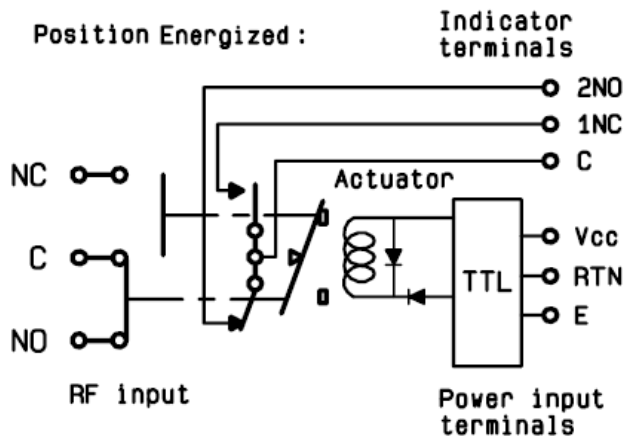 Position Energized :
Indicator
terminals
2NO
1NC
C
NC
Actuator
C
Vcc
TTL
RTN
E
NO
RF input
Power input
terminals